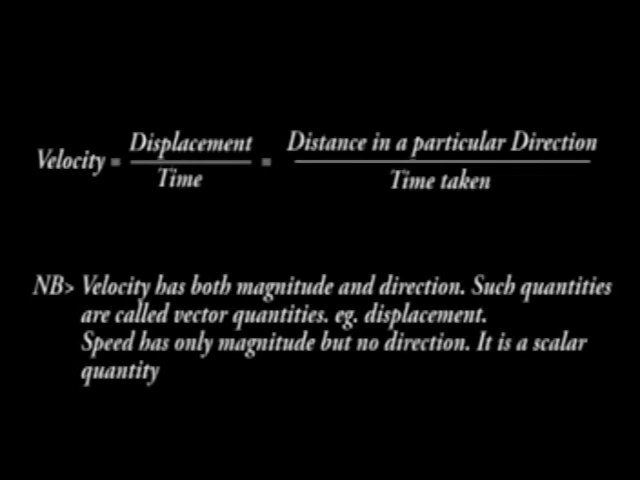 Velocity = Displacement / Time = Distance in a particular Direction / Time taken
NB> Velocity has both magnitude and direction. Such quantities
are called vector quantities. eg. displacement.
Speed has only magnitude but no direction. It is a scalar
quantity